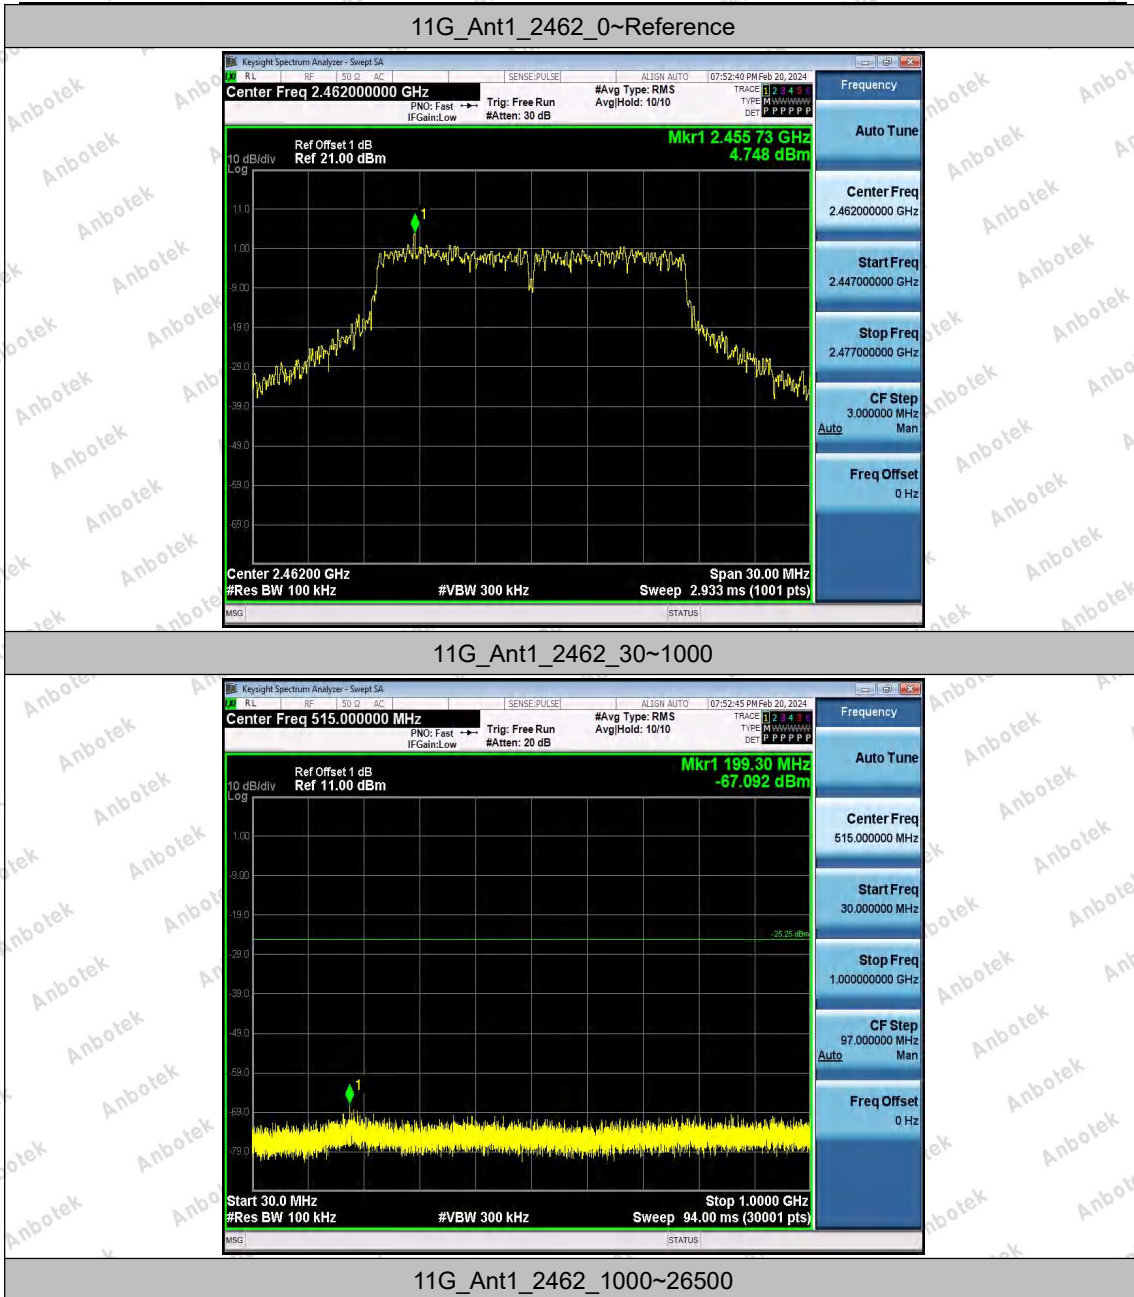 11G_Ant1_2462_0~Reference
Keysight Spectrum Analyzer - Swept SA
RL RF 50 Ω AC SENSE:PULSE ALIGN AUTO 07:52:40 PM Feb 20, 2024
Center Freq 2.462000000 GHz
PNO: Fast
IFGain:Low
Trig: Free Run
#Atten: 30 dB
#Avg Type: RMS
Avg|Hold: 10/10
TRACE 1 2 3 4 5 6
TYPE M W W W W W
DET P P P P P P
Ref Offset 1 dB
10 dB/div Ref 21.00 dBm
Log
Mkr1 2.455 73 GHz
4.748 dBm
1
11.0
1.00
-9.00
-19.0
-29.0
-39.0
-49.0
-59.0
-69.0
Center 2.46200 GHz Span 30.00 MHz
#Res BW 100 kHz #VBW 300 kHz Sweep 2.933 ms (1001 pts)
MSG STATUS
Frequency
Auto Tune
Center Freq
2.462000000 GHz
Start Freq
2.447000000 GHz
Stop Freq
2.477000000 GHz
CF Step
3.000000 MHz
Auto Man
Freq Offset
0 Hz
11G_Ant1_2462_30~1000
Keysight Spectrum Analyzer - Swept SA
RL RF 50 Ω AC SENSE:PULSE ALIGN AUTO 07:52:45 PM Feb 20, 2024
Center Freq 515.000000 MHz
PNO: Fast
IFGain:Low
Trig: Free Run
#Atten: 20 dB
#Avg Type: RMS
Avg|Hold: 10/10
TRACE 1 2 3 4 5 6
TYPE M W W W W W
DET P P P P P P
Ref Offset 1 dB
10 dB/div Ref 11.00 dBm
Log
Mkr1 199.30 MHz
-67.092 dBm
1.00
-9.00
-19.0
-25.25 dBm
-29.0
-39.0
-49.0
-59.0
1
-69.0
-79.0
Start 30.0 MHz Stop 1.0000 GHz
#Res BW 100 kHz #VBW 300 kHz Sweep 94.00 ms (30001 pts)
MSG STATUS
Frequency
Auto Tune
Center Freq
515.000000 MHz
Start Freq
30.000000 MHz
Stop Freq
1.000000000 GHz
CF Step
97.000000 MHz
Auto Man
Freq Offset
0 Hz
11G_Ant1_2462_1000~26500